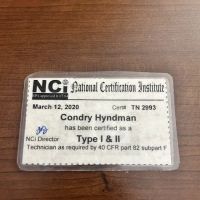 NCi National Certification Institute
March 12, 2020 Cert# TN 2993
Condry Hyndman
has been certified as a
NCi Director Type I & II
Technician as required by 40 CFR part 82 subpart F